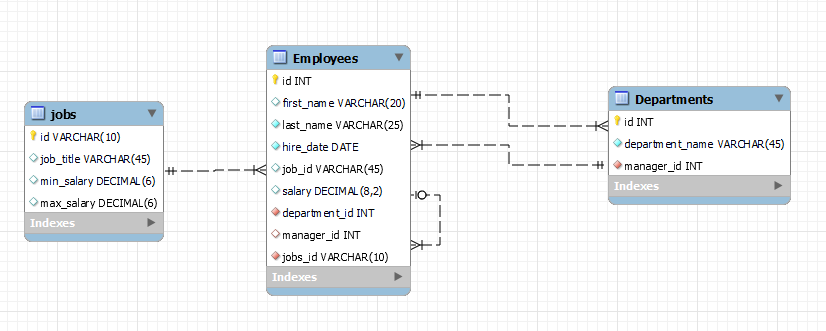 jobs
id VARCHAR(10)
job_title VARCHAR(45)
min_salary DECIMAL(6)
max_salary DECIMAL(6)
Indexes
Employees
id INT
first_name VARCHAR(20)
last_name VARCHAR(25)
hire_date DATE
job_id VARCHAR(45)
salary DECIMAL(8,2)
department_id INT
manager_id INT
jobs_id VARCHAR(10)
Indexes
Departments
id INT
department_name VARCHAR(45)
manager_id INT
Indexes